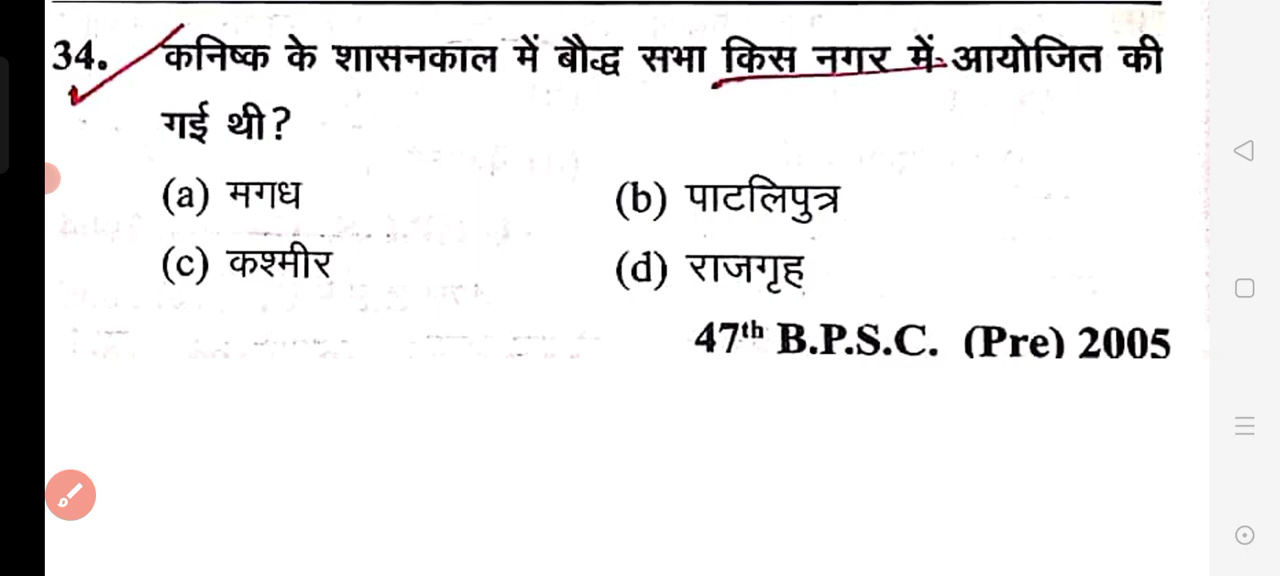 34. कनिष्क के शासनकाल में बौद्ध सभा किस नगर में आयोजित की
गई थी?
(a) मगध (b) पाटलिपुत्र
(c) कश्मीर (d) राजगृह
47th B.P.S.C. (Pre) 2005